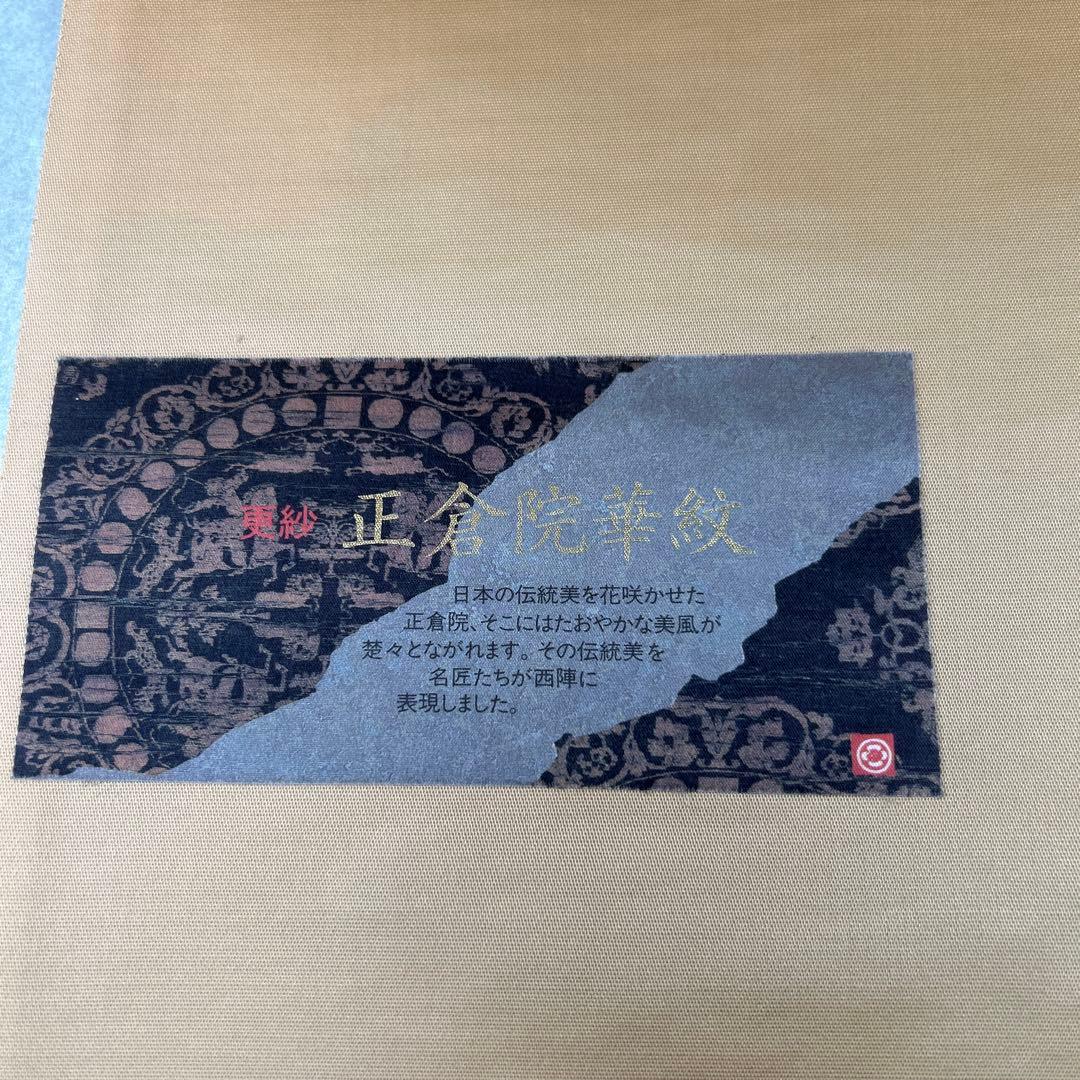 更紗 正倉院華紋
日本の伝統美を花咲かせた
正倉院、そこにはたおやかな美風が
楚々とながれます。その伝統美を
名匠たちが西陣に
表現しました。